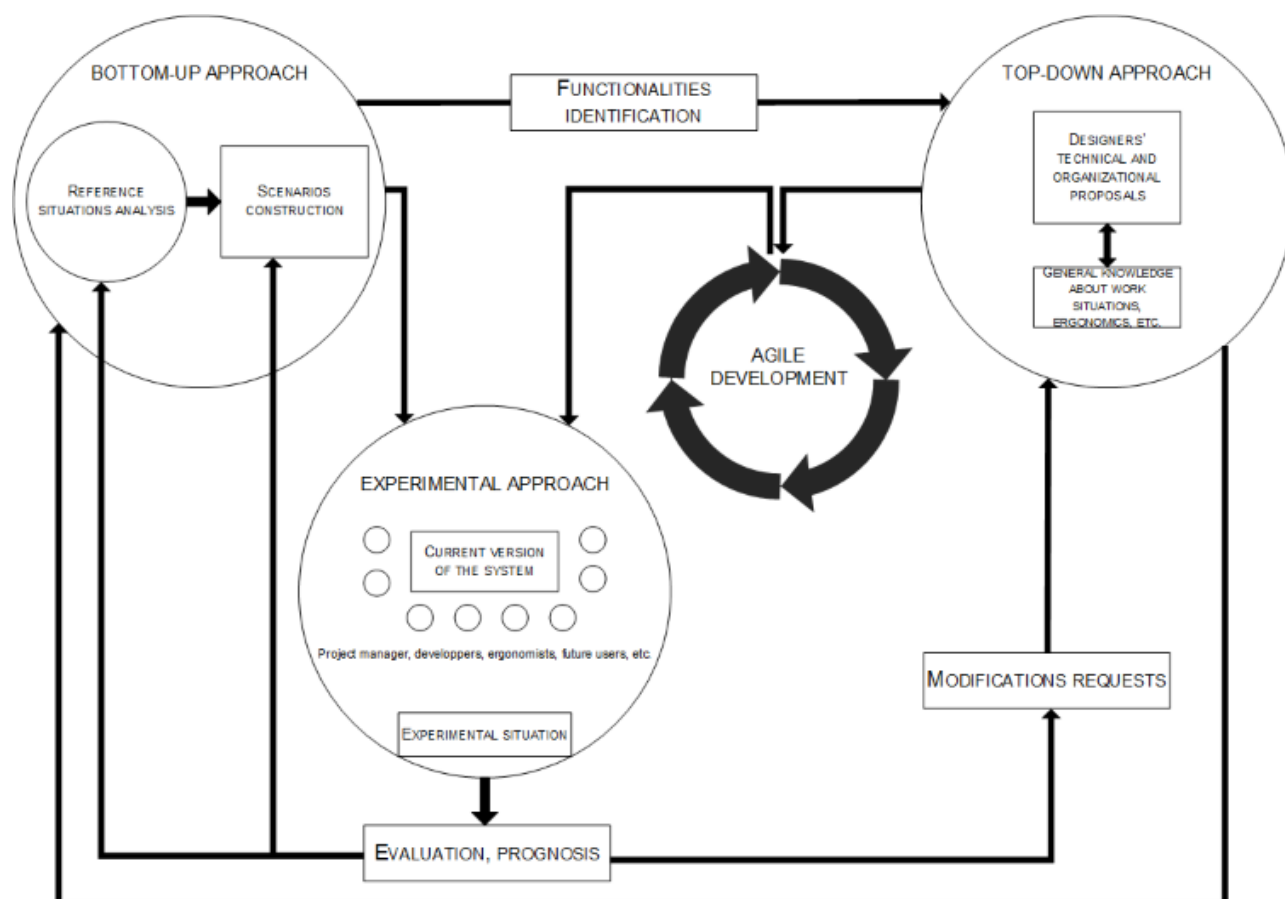 BOTTOM-UP APPROACH
REFERENCE
SITUATIONS ANALYSIS
SCENARIOS
CONSTRUCTION
FUNCTIONALITIES
IDENTIFICATION
TOP-DOWN APPROACH
DESIGNERS'
TECHNICAL AND
ORGANIZATIONAL
PROPOSALS
GENERAL KNOWLEDGE
ABOUT WORK
SITUATIONS,
ERGONOMICS, ETC.
AGILE
DEVELOPMENT
EXPERIMENTAL APPROACH
CURRENT VERSION
OF THE SYSTEM
Project manager, developpers, ergonomists, future users, etc.
EXPERIMENTAL SITUATION
EVALUATION, PROGNOSIS
MODIFICATIONS REQUESTS